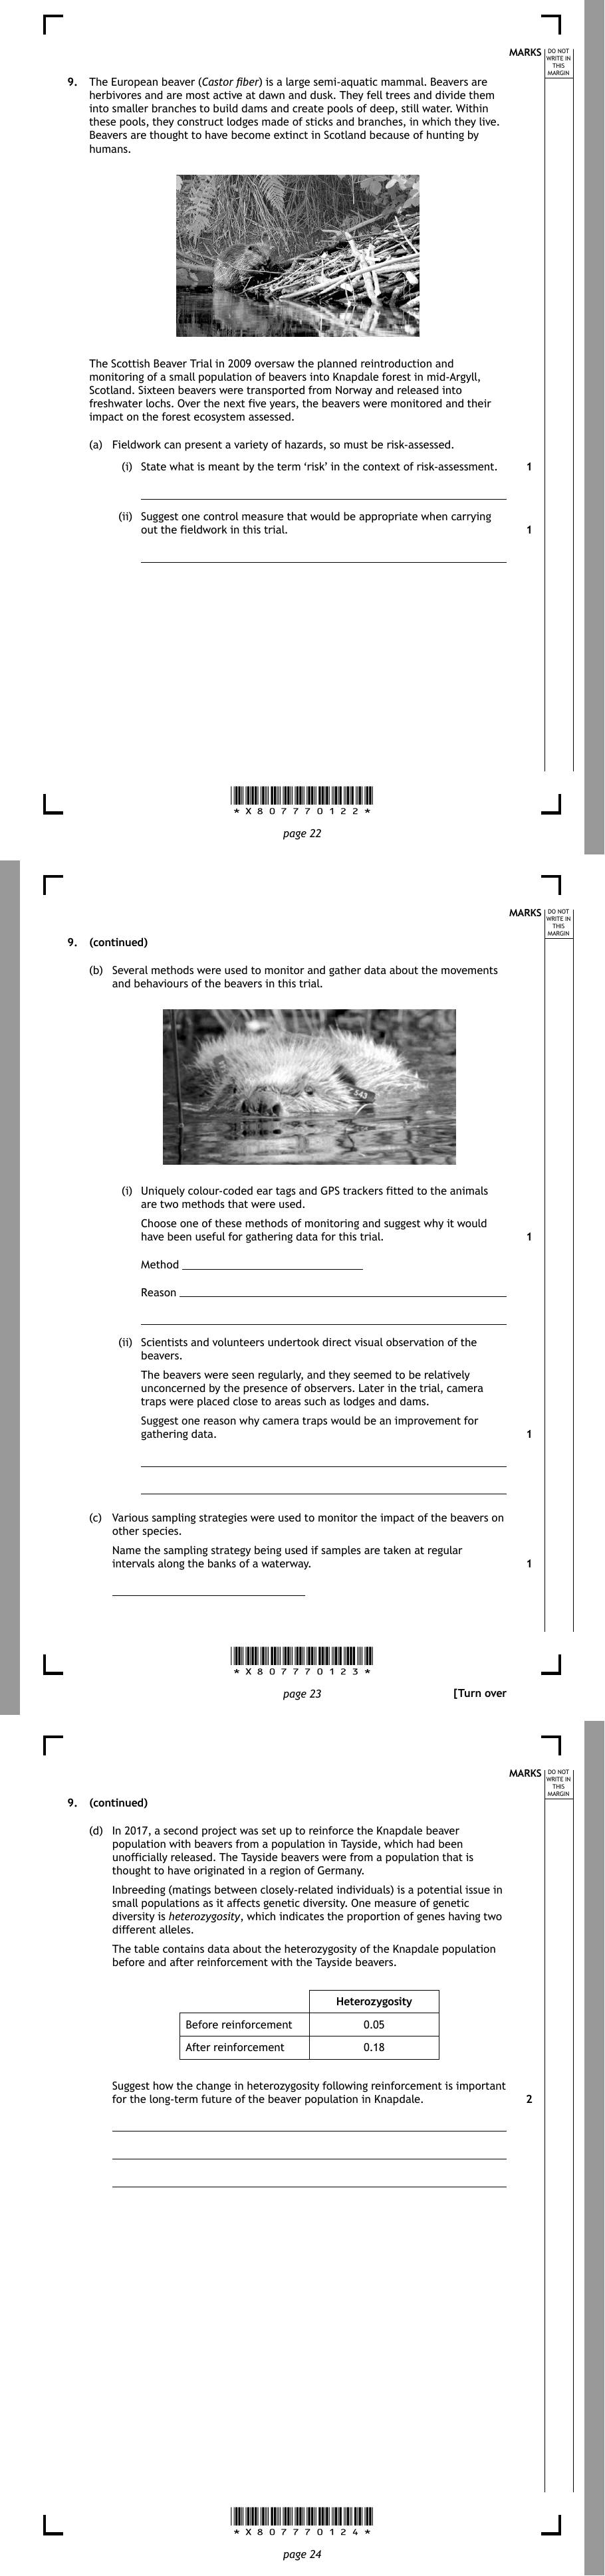 MARKS
DO NOT
WRITE IN
THIS
MARGIN
9. The European beaver (Castor fiber) is a large semi-aquatic mammal. Beavers are
herbivores and are most active at dawn and dusk. They fell trees and divide them
into smaller branches to build dams and create pools of deep, still water. Within
these pools, they construct lodges made of sticks and branches, in which they live.
Beavers are thought to have become extinct in Scotland because of hunting by
humans.
The Scottish Beaver Trial in 2009 oversaw the planned reintroduction and
monitoring of a small population of beavers into Knapdale forest in mid-Argyll,
Scotland. Sixteen beavers were transported from Norway and released into
freshwater lochs. Over the next five years, the beavers were monitored and their
impact on the forest ecosystem assessed.
(a) Fieldwork can present a variety of hazards, so must be risk-assessed.
(i) State what is meant by the term ‘risk’ in the context of risk-assessment. 1
(ii) Suggest one control measure that would be appropriate when carrying
out the fieldwork in this trial. 1
* X 8 0 7 7 7 0 1 2 2 *
page 22
MARKS
DO NOT
WRITE IN
THIS
MARGIN
9. (continued)
(b) Several methods were used to monitor and gather data about the movements
and behaviours of the beavers in this trial.
543
(i) Uniquely colour-coded ear tags and GPS trackers fitted to the animals
are two methods that were used.
Choose one of these methods of monitoring and suggest why it would
have been useful for gathering data for this trial. 1
Method
Reason
(ii) Scientists and volunteers undertook direct visual observation of the
beavers.
The beavers were seen regularly, and they seemed to be relatively
unconcerned by the presence of observers. Later in the trial, camera
traps were placed close to areas such as lodges and dams.
Suggest one reason why camera traps would be an improvement for
gathering data. 1
(c) Various sampling strategies were used to monitor the impact of the beavers on
other species.
Name the sampling strategy being used if samples are taken at regular
intervals along the banks of a waterway. 1
* X 8 0 7 7 7 0 1 2 3 *
page 23
[Turn over
MARKS
DO NOT
WRITE IN
THIS
MARGIN
9. (continued)
(d) In 2017, a second project was set up to reinforce the Knapdale beaver
population with beavers from a population in Tayside, which had been
unofficially released. The Tayside beavers were from a population that is
thought to have originated in a region of Germany.
Inbreeding (matings between closely-related individuals) is a potential issue in
small populations as it affects genetic diversity. One measure of genetic
diversity is heterozygosity, which indicates the proportion of genes having two
different alleles.
The table contains data about the heterozygosity of the Knapdale population
before and after reinforcement with the Tayside beavers.
Heterozygosity
Before reinforcement 0.05
After reinforcement 0.18
Suggest how the change in heterozygosity following reinforcement is important
for the long-term future of the beaver population in Knapdale. 2
* X 8 0 7 7 7 0 1 2 4 *
page 24